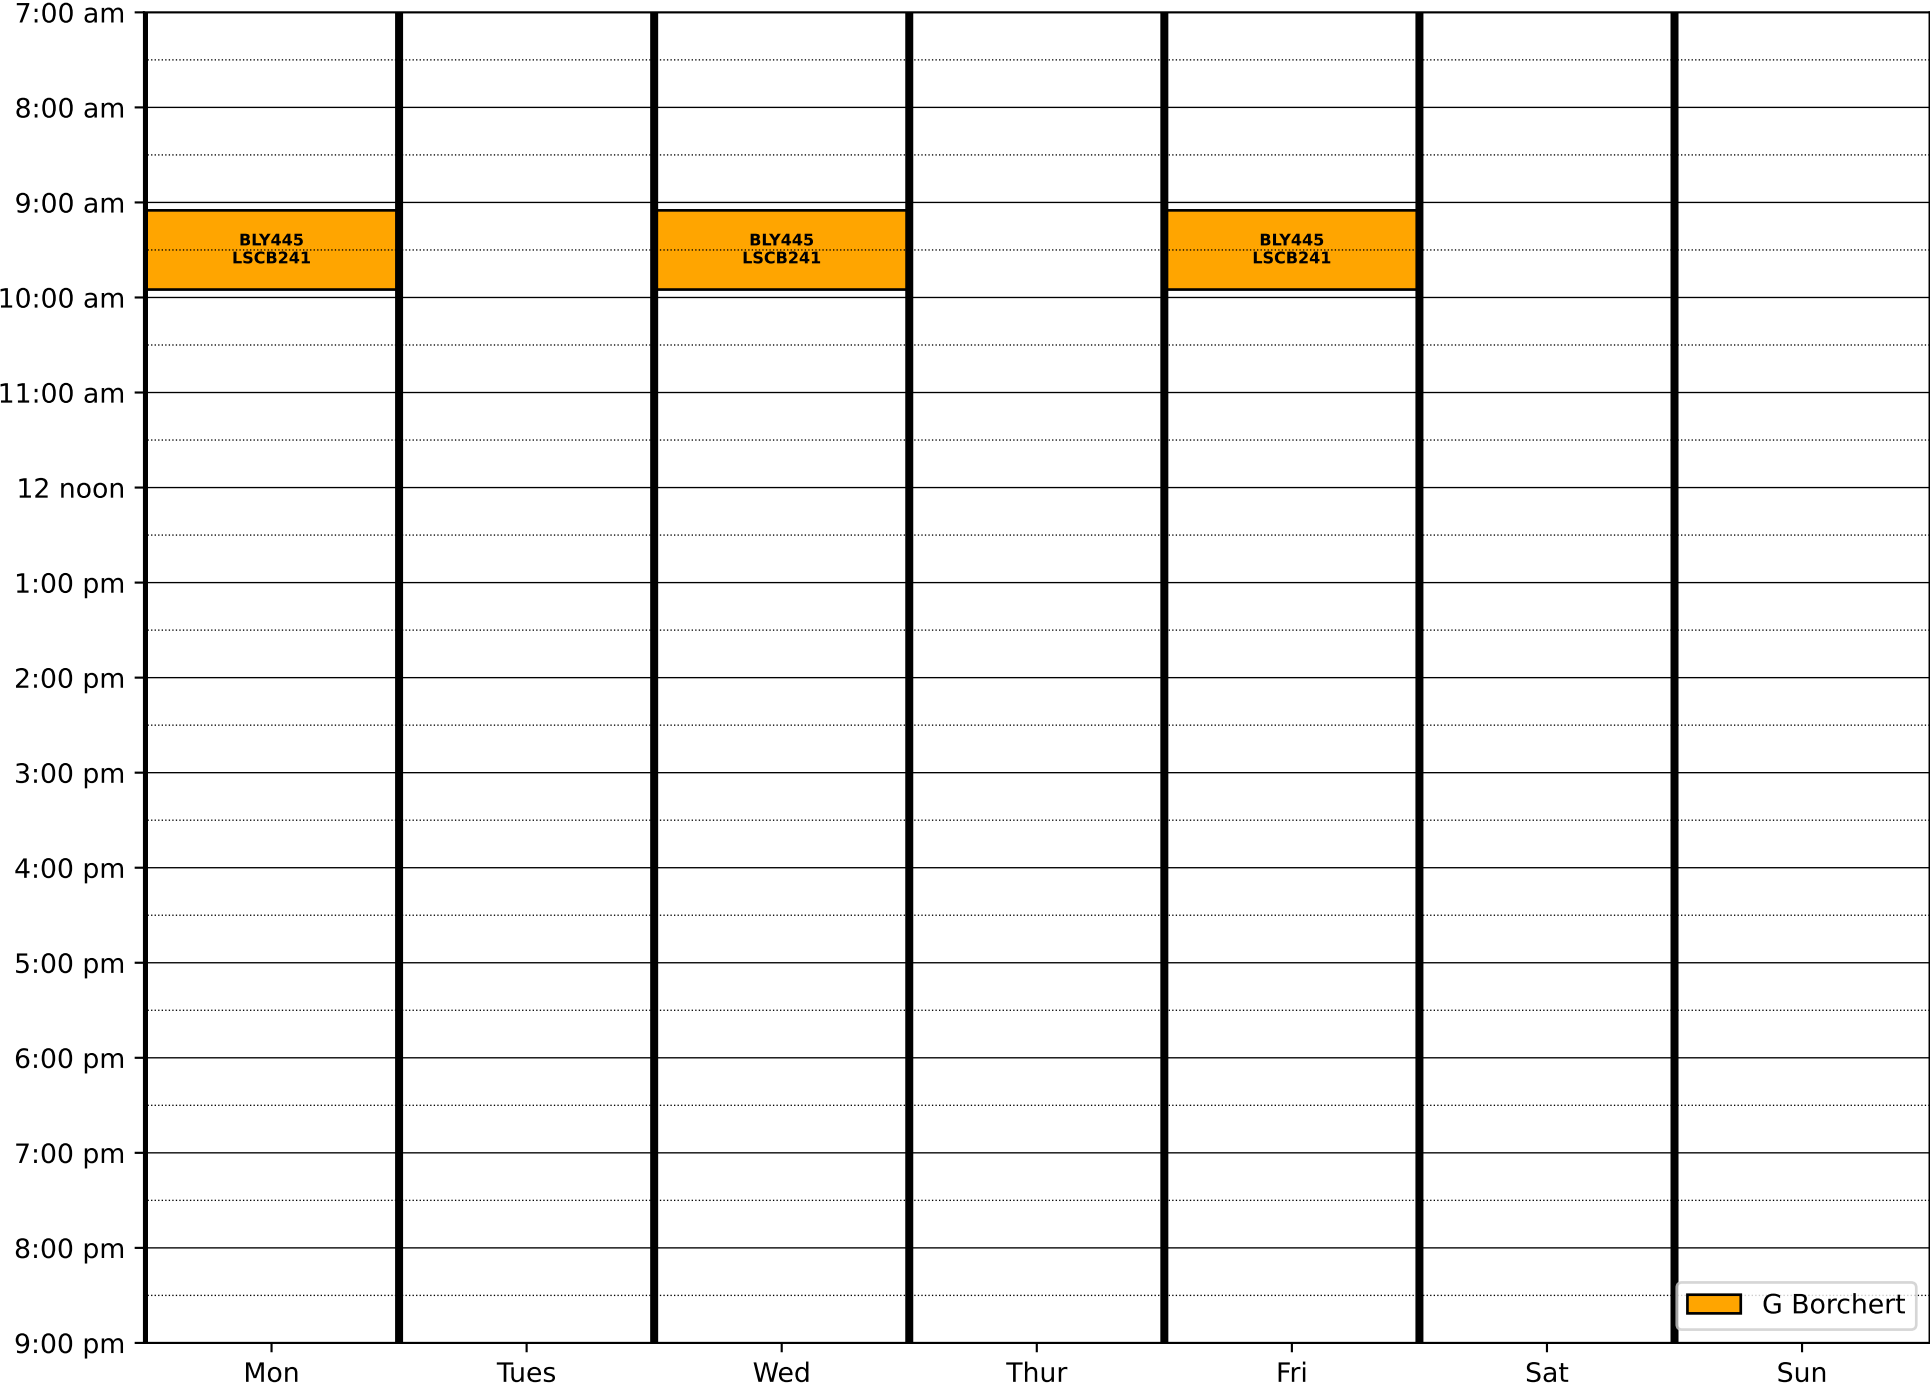 7:00 am
8:00 am
9:00 am
BLY445
LSCB241
BLY445
LSCB241
BLY445
LSCB241
10:00 am
11:00 am
12 noon
1:00 pm
2:00 pm
3:00 pm
4:00 pm
5:00 pm
6:00 pm
7:00 pm
8:00 pm
G Borchert
9:00 pm
Mon Tues Wed Thur Fri Sat Sun